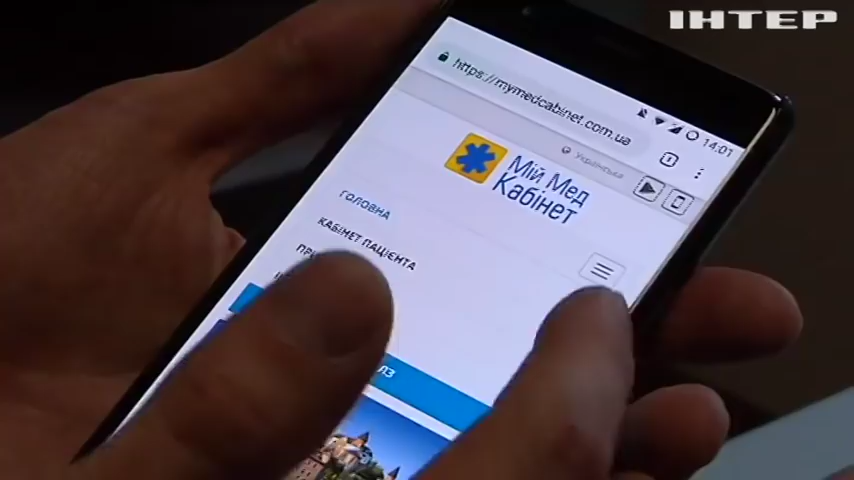 ІНТЕР
14:01
https://mymedcabinet.com.ua
Українська
Мій Мед
Кабінет
ГОЛОВНА
КАБІНЕТ ПАЦІЄНТА